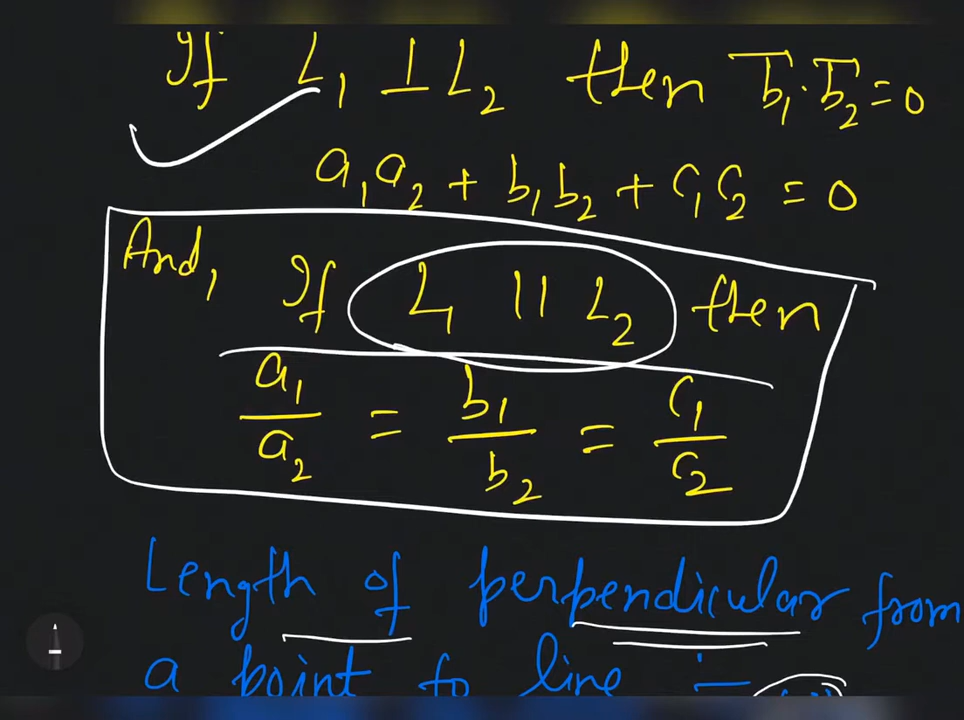 If L₁ ⊥ L₂ then b̅₁·b̅₂=0
a₁a₂ + b₁b₂ + c₁c₂ = 0
And, If L₁ || L₂ then
a₁/a₂ = b₁/b₂ = c₁/c₂
Length of perpendicular from
a point to line :-